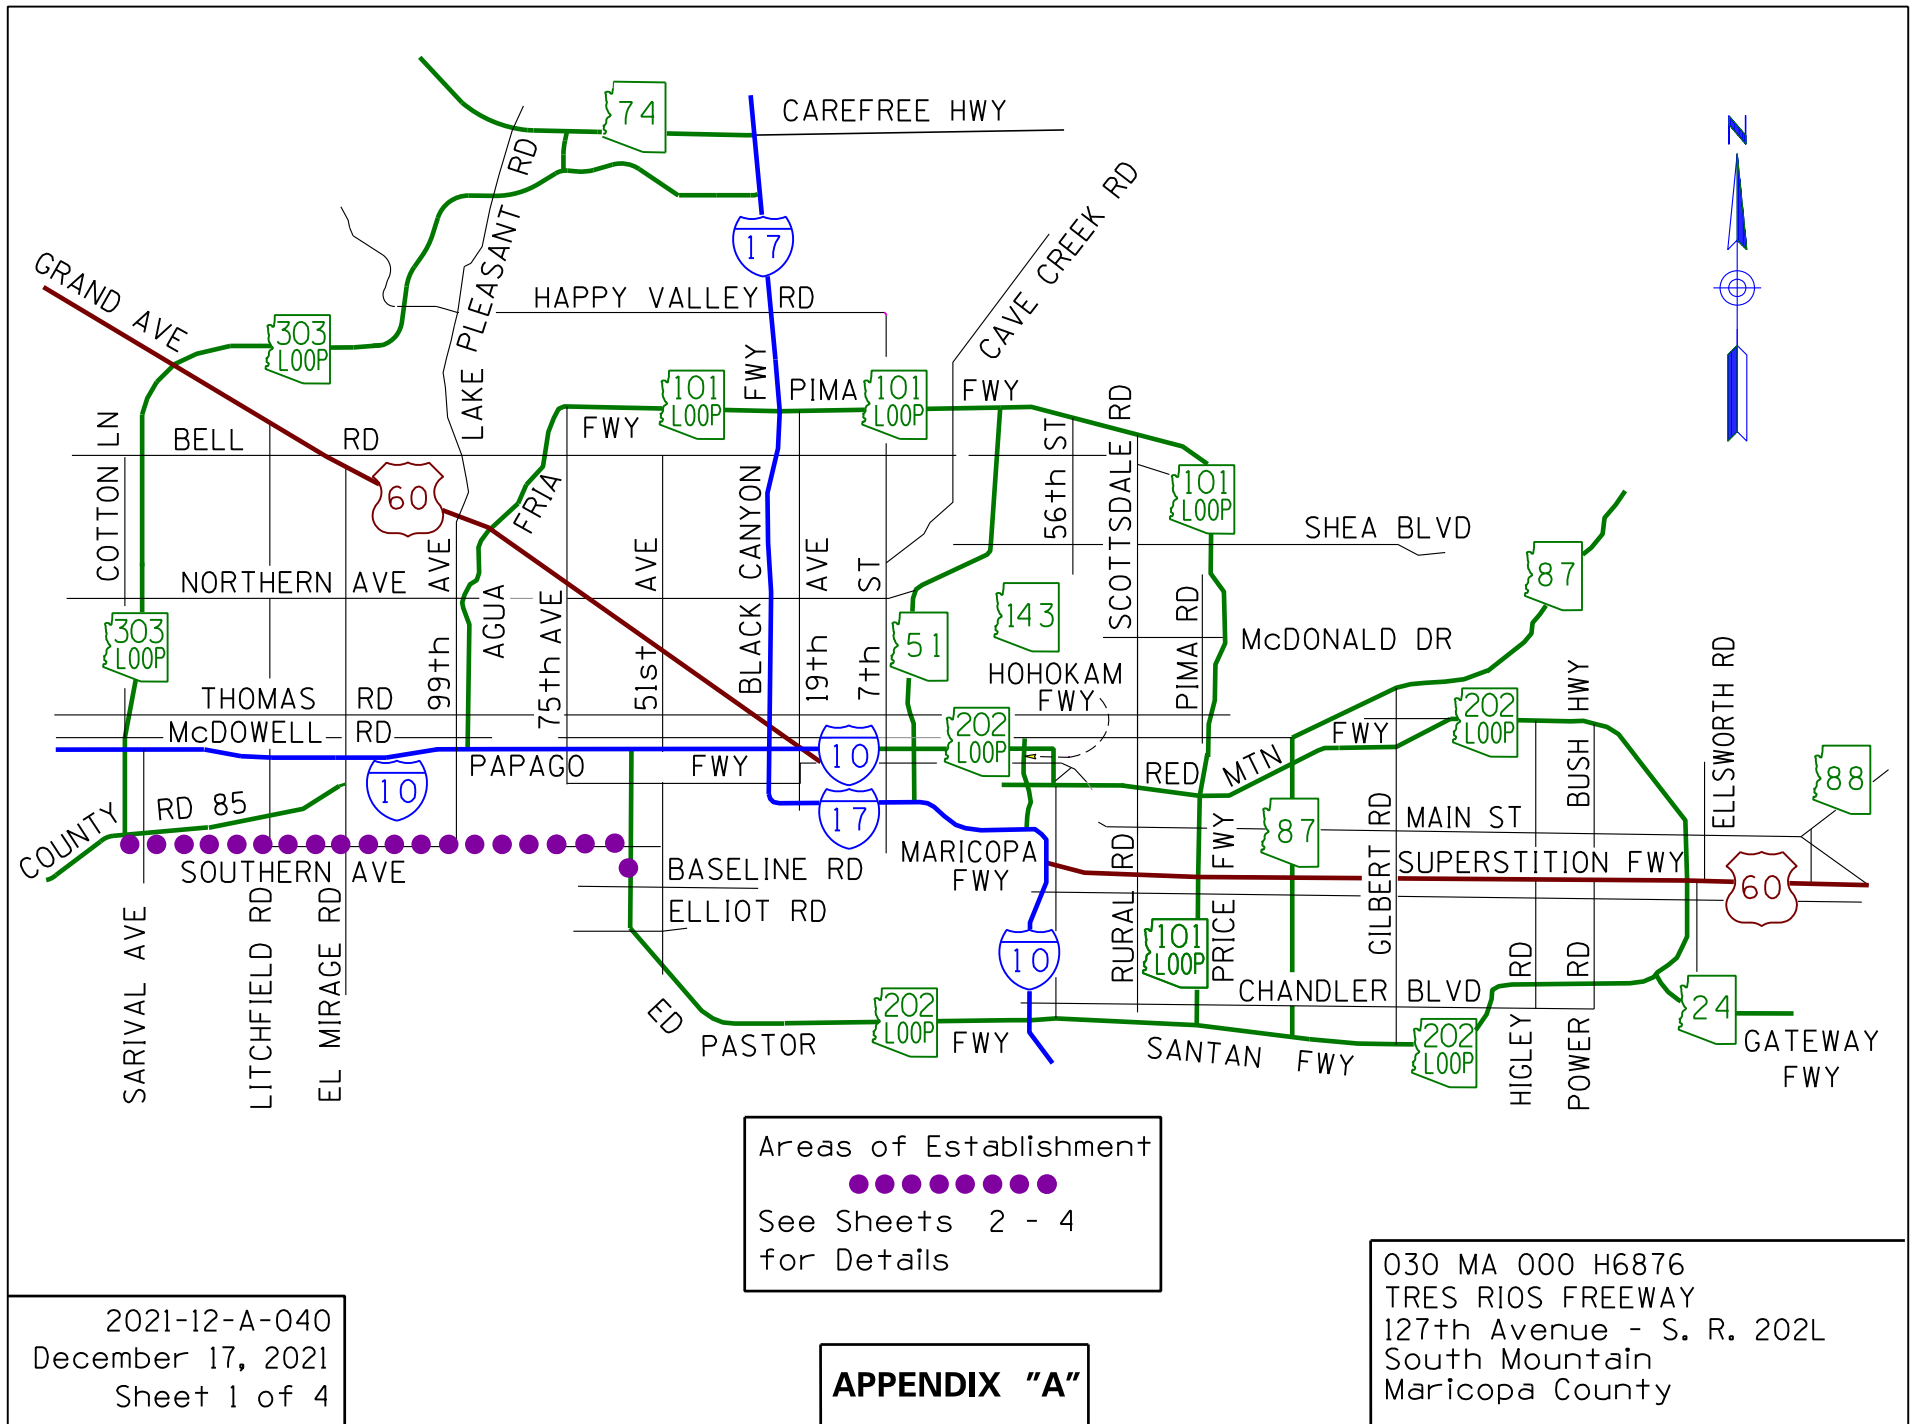 74
CAREFREE HWY
N
RD
LAKE PLEASANT
17
CAVE CREEK RD
GRAND AVE
HAPPY VALLEY RD
303
LOOP
101
LOOP
FWY
PIMA
101
LOOP
FWY
FWY
BELL RD
COTTON LN
60
FRIA
AGUA
BLACK CANYON
56th ST
SCOTTSDALE RD
101
LOOP
SHEA BLVD
NORTHERN AVE
99th AVE
75th AVE
51st AVE
19th AVE
7th ST
143
87
303
LOOP
51
PIMA RD
McDONALD DR
HOHOKAM
FWY
THOMAS RD
McDOWELL RD
202
LOOP
202
LOOP
BUSH HWY
ELLSWORTH RD
PAPAGO FWY
10
10
17
RED MTN FWY
88
COUNTY RD 85
87
MAIN ST
SOUTHERN AVE
BASELINE RD
MARICOPA
FWY
SUPERSTITION FWY
60
ELLIOT RD
SARIVAL AVE
LITCHFIELD RD
EL MIRAGE RD
RURAL RD
PRICE FWY
GILBERT RD
HIGLEY RD
POWER RD
10
101
LOOP
CHANDLER BLVD
ED PASTOR FWY
202
LOOP
SANTAN FWY
202
LOOP
24
GATEWAY
FWY
Areas of Establishment
See Sheets 2 - 4
for Details
2021-12-A-040
December 17, 2021
Sheet 1 of 4
APPENDIX "A"
030 MA 000 H6876
TRES RIOS FREEWAY
127th Avenue - S. R. 202L
South Mountain
Maricopa County